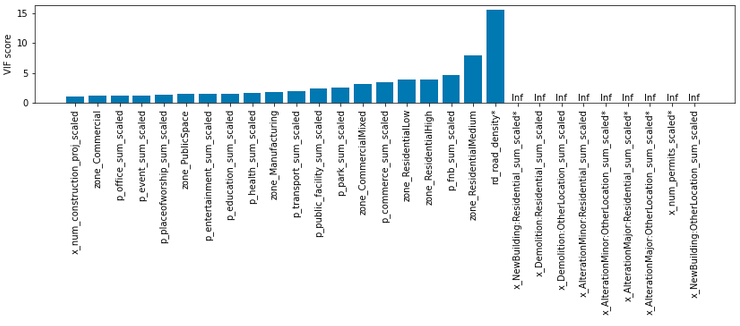 VIF score
15
10
5
0
Inf Inf Inf Inf Inf Inf Inf Inf Inf
x_num_construction_proj_scaled
zone_Commercial
p_office_sum_scaled
p_event_sum_scaled
p_placeofworship_sum_scaled
zone_PublicSpace
p_entertainment_sum_scaled
p_education_sum_scaled
p_health_sum_scaled
zone_Manufacturing
p_transport_sum_scaled
p_public_facility_sum_scaled
p_park_sum_scaled
zone_CommercialMixed
p_commerce_sum_scaled
zone_ResidentialLow
zone_ResidentialHigh
p_fnb_sum_scaled
zone_ResidentialMedium
rd_road_density*
x_NewBuilding:Residential_sum_scaled*
x_Demolition:Residential_sum_scaled
x_Demolition:OtherLocation_sum_scaled
x_AlterationMinor:Residential_sum_scaled
x_AlterationMinor:OtherLocation_sum_scaled*
x_AlterationMajor:Residential_sum_scaled*
x_AlterationMajor:OtherLocation_sum_scaled*
x_num_permits_scaled*
x_NewBuilding:OtherLocation_sum_scaled